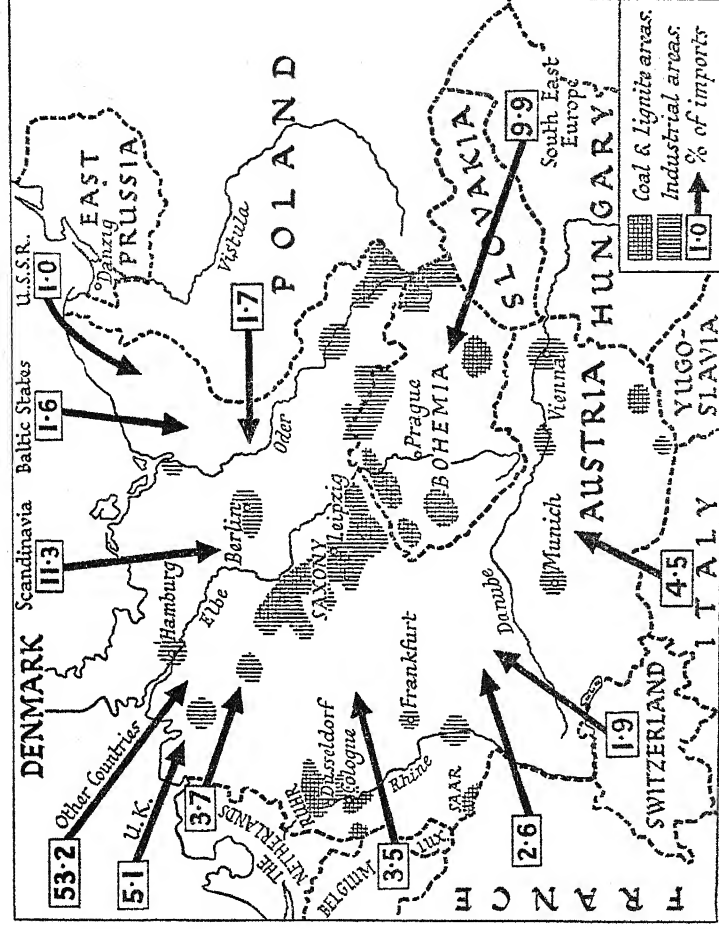 DENMARK
Scandinavia
11·3
Baltic States
1·6
U.S.S.R.
1·0
53·2
Other Countries
5·1
U.K.
3·7
THE
NETHERLANDS
Hamburg
Elbe
Berlin
Oder
1·7
Danzig
EAST
PRUSSIA
Vistula
POLAND
RUHR
Düsseldorf
Cologne
BELGIUM
Lux.
3·5
Rhine
SAAR
SAXONY
Leipzig
Frankfurt
Prague
BOHEMIA
SLOVAKIA
9·9
South East
Europe
FRANCE
2·6
1·9
SWITZERLAND
Danube
Munich
4·5
AUSTRIA
Vienna
HUNGARY
ITALY
YUGO-
SLAVIA
Coal & Lignite areas.
Industrial areas.
1·0
% of imports